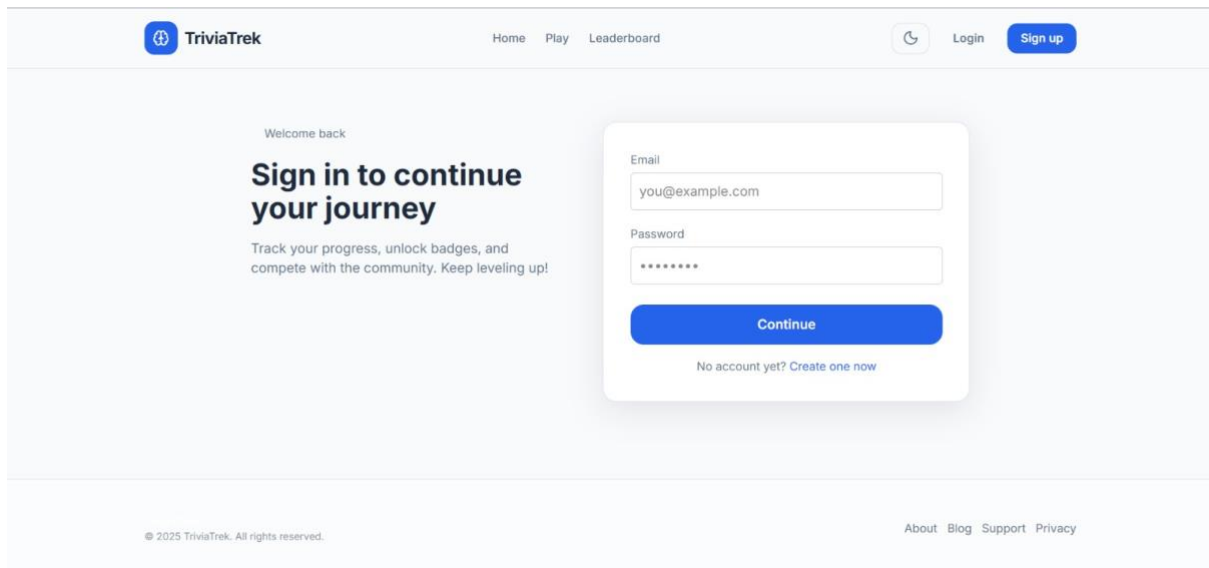 TriviaTrek
Home Play Leaderboard
Login
Sign up
Welcome back
Sign in to continue
your journey
Track your progress, unlock badges, and
compete with the community. Keep leveling up!
Email
you@example.com
Password
••••••••
Continue
No account yet? Create one now
© 2025 TriviaTrek. All rights reserved.
About Blog Support Privacy